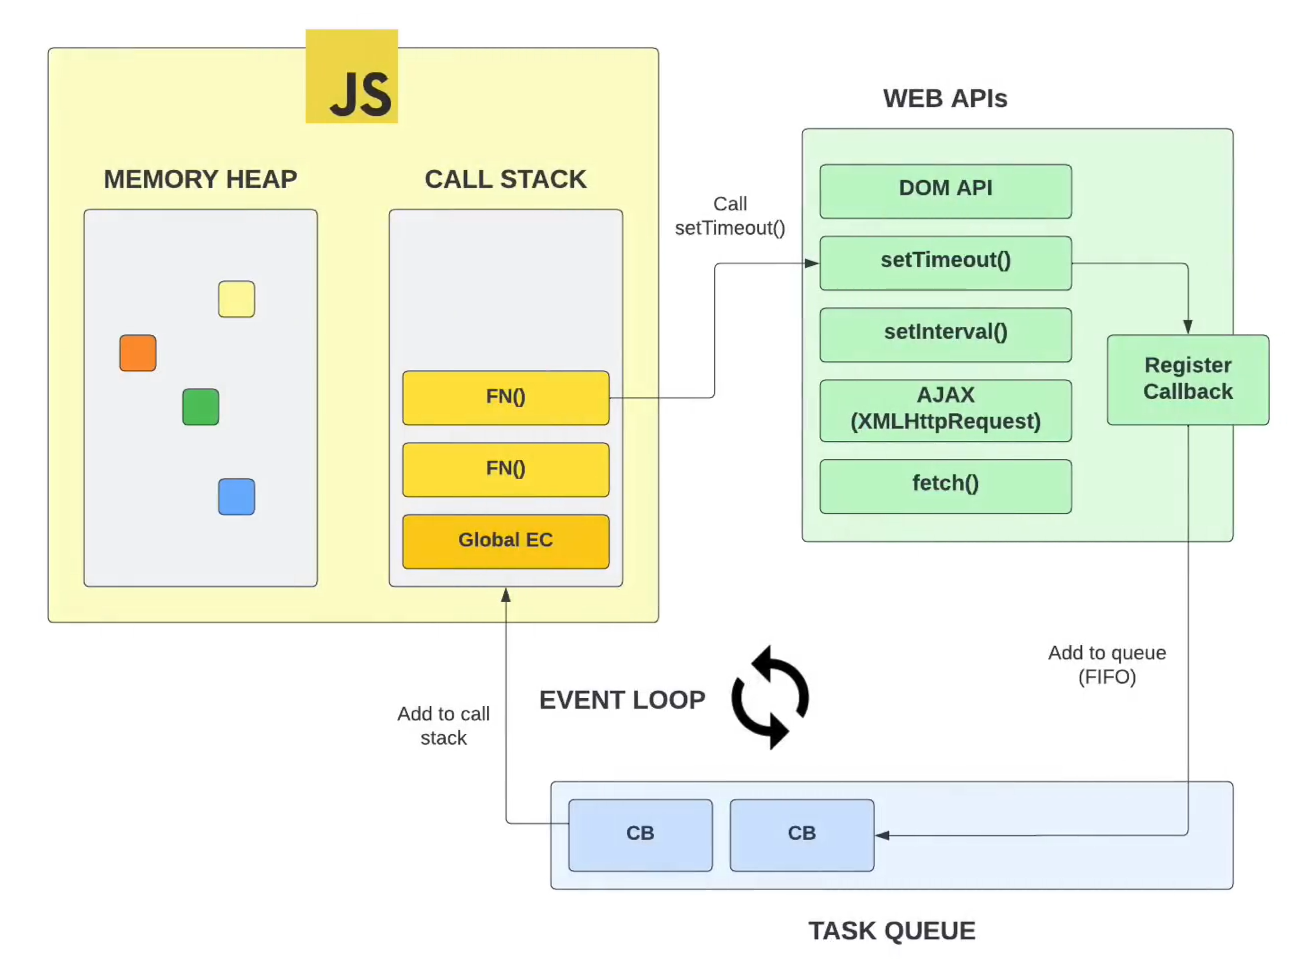 JS
MEMORY HEAP
CALL STACK
FN()
FN()
Global EC
Call
setTimeout()
WEB APIs
DOM API
setTimeout()
setInterval()
AJAX
(XMLHttpRequest)
fetch()
Register
Callback
Add to queue
(FIFO)
EVENT LOOP
Add to call
stack
CB
CB
TASK QUEUE